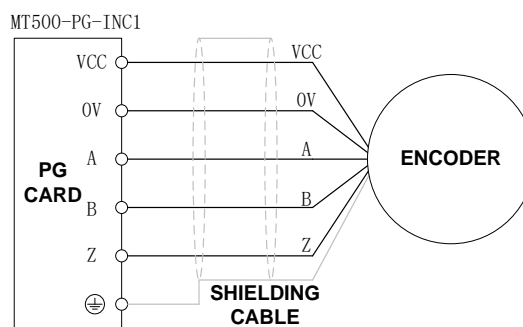 MT500-PG-INC1
VCC VCC
0V 0V
A A
PG CARD
ENCODER
B B
Z Z
SHIELDING
CABLE